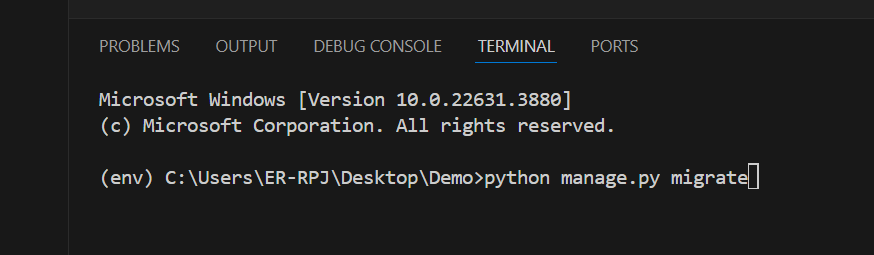 PROBLEMS OUTPUT DEBUG CONSOLE TERMINAL PORTS
Microsoft Windows [Version 10.0.22631.3880]
(c) Microsoft Corporation. All rights reserved.
(env) C:\Users\ER-RPJ\Desktop\Demo>python manage.py migrate